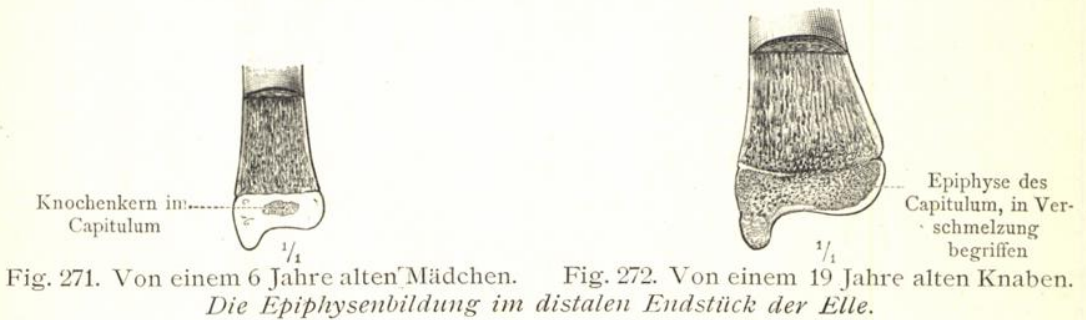 Knochenkern im
Capitulum
1/1
Epiphyse des
Capitulum, in Ver-
schmelzung
begriffen
1/1
Fig. 271. Von einem 6 Jahre alten Mädchen.
Fig. 272. Von einem 19 Jahre alten Knaben.
Die Epiphysenbildung im distalen Endstück der Elle.